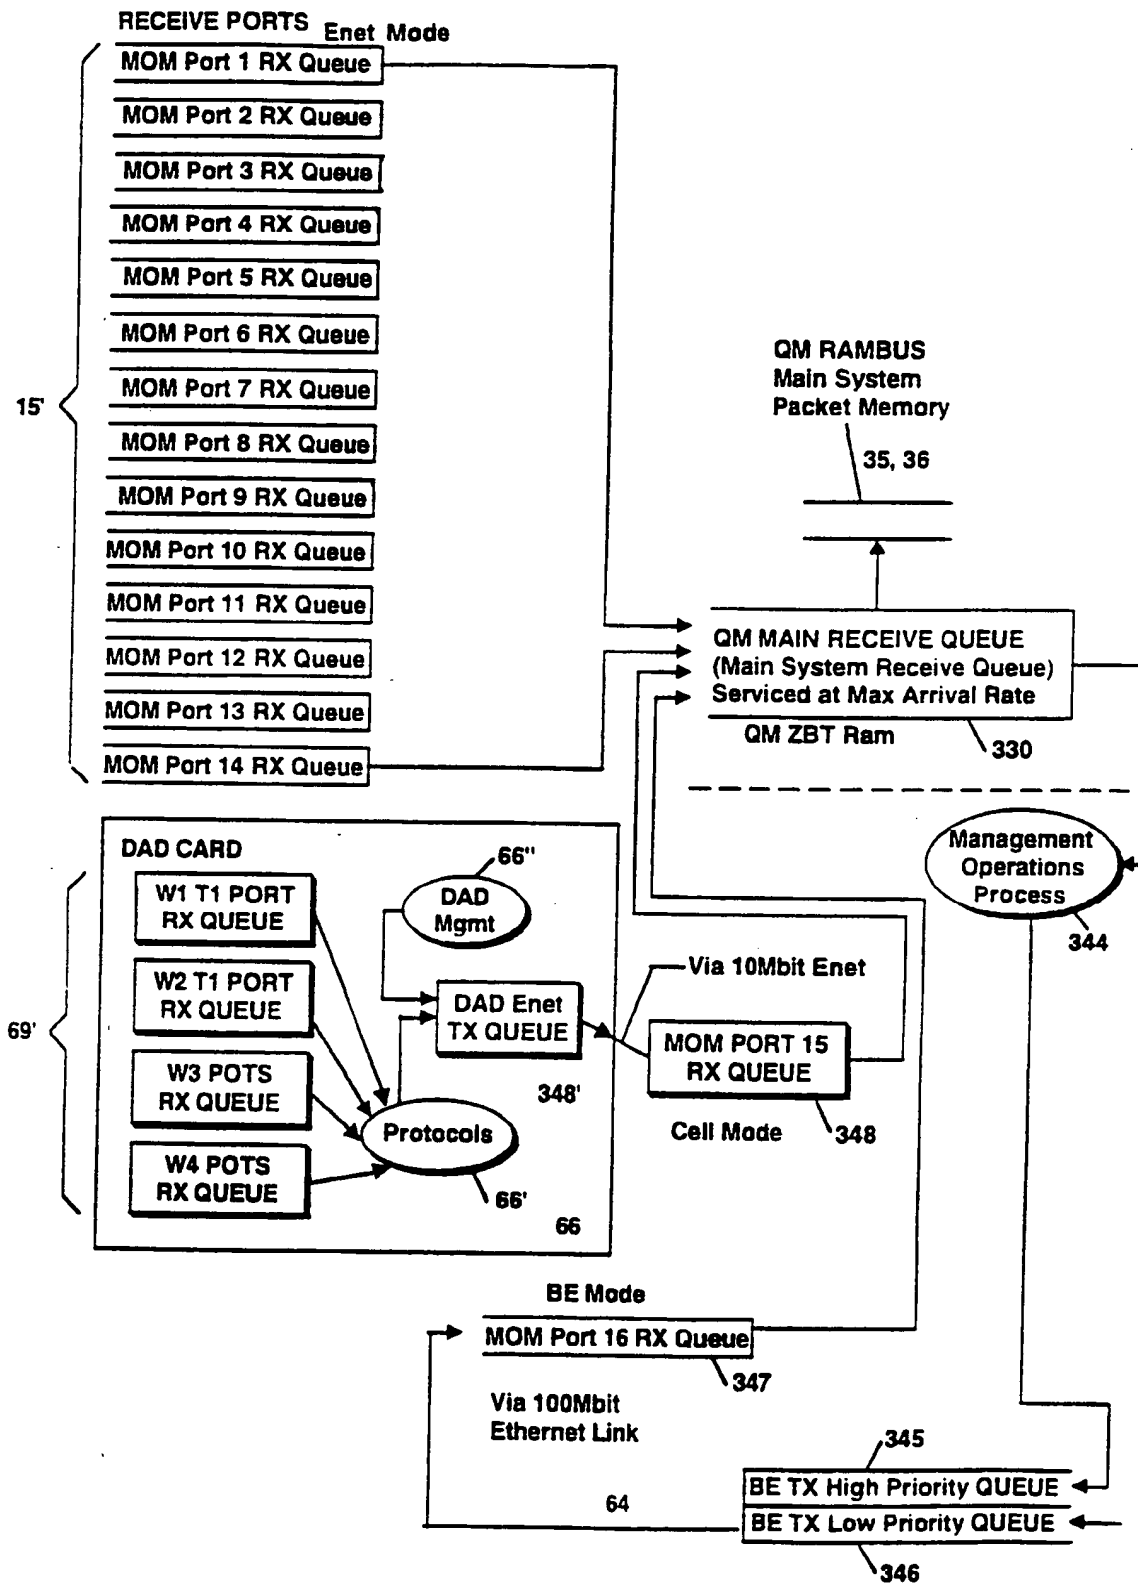 RECEIVE PORTS
Enet Mode
MOM Port 1 RX Queue
MOM Port 2 RX Queue
MOM Port 3 RX Queue
MOM Port 4 RX Queue
MOM Port 5 RX Queue
MOM Port 6 RX Queue
MOM Port 7 RX Queue
MOM Port 8 RX Queue
MOM Port 9 RX Queue
MOM Port 10 RX Queue
MOM Port 11 RX Queue
MOM Port 12 RX Queue
MOM Port 13 RX Queue
MOM Port 14 RX Queue
15'
QM RAMBUS
Main System
Packet Memory
35, 36
QM MAIN RECEIVE QUEUE
(Main System Receive Queue)
Serviced at Max Arrival Rate
QM ZBT Ram
330
Management
Operations
Process
344
DAD CARD
66"
W1 T1 PORT
RX QUEUE
DAD
Mgmt
W2 T1 PORT
RX QUEUE
DAD Enet
TX QUEUE
Via 10Mbit Enet
69'
W3 POTS
RX QUEUE
348'
MOM PORT 15
RX QUEUE
Protocols
Cell Mode
348
W4 POTS
RX QUEUE
66'
66
BE Mode
MOM Port 16 RX Queue
347
Via 100Mbit
Ethernet Link
345
BE TX High Priority QUEUE
64
BE TX Low Priority QUEUE
346